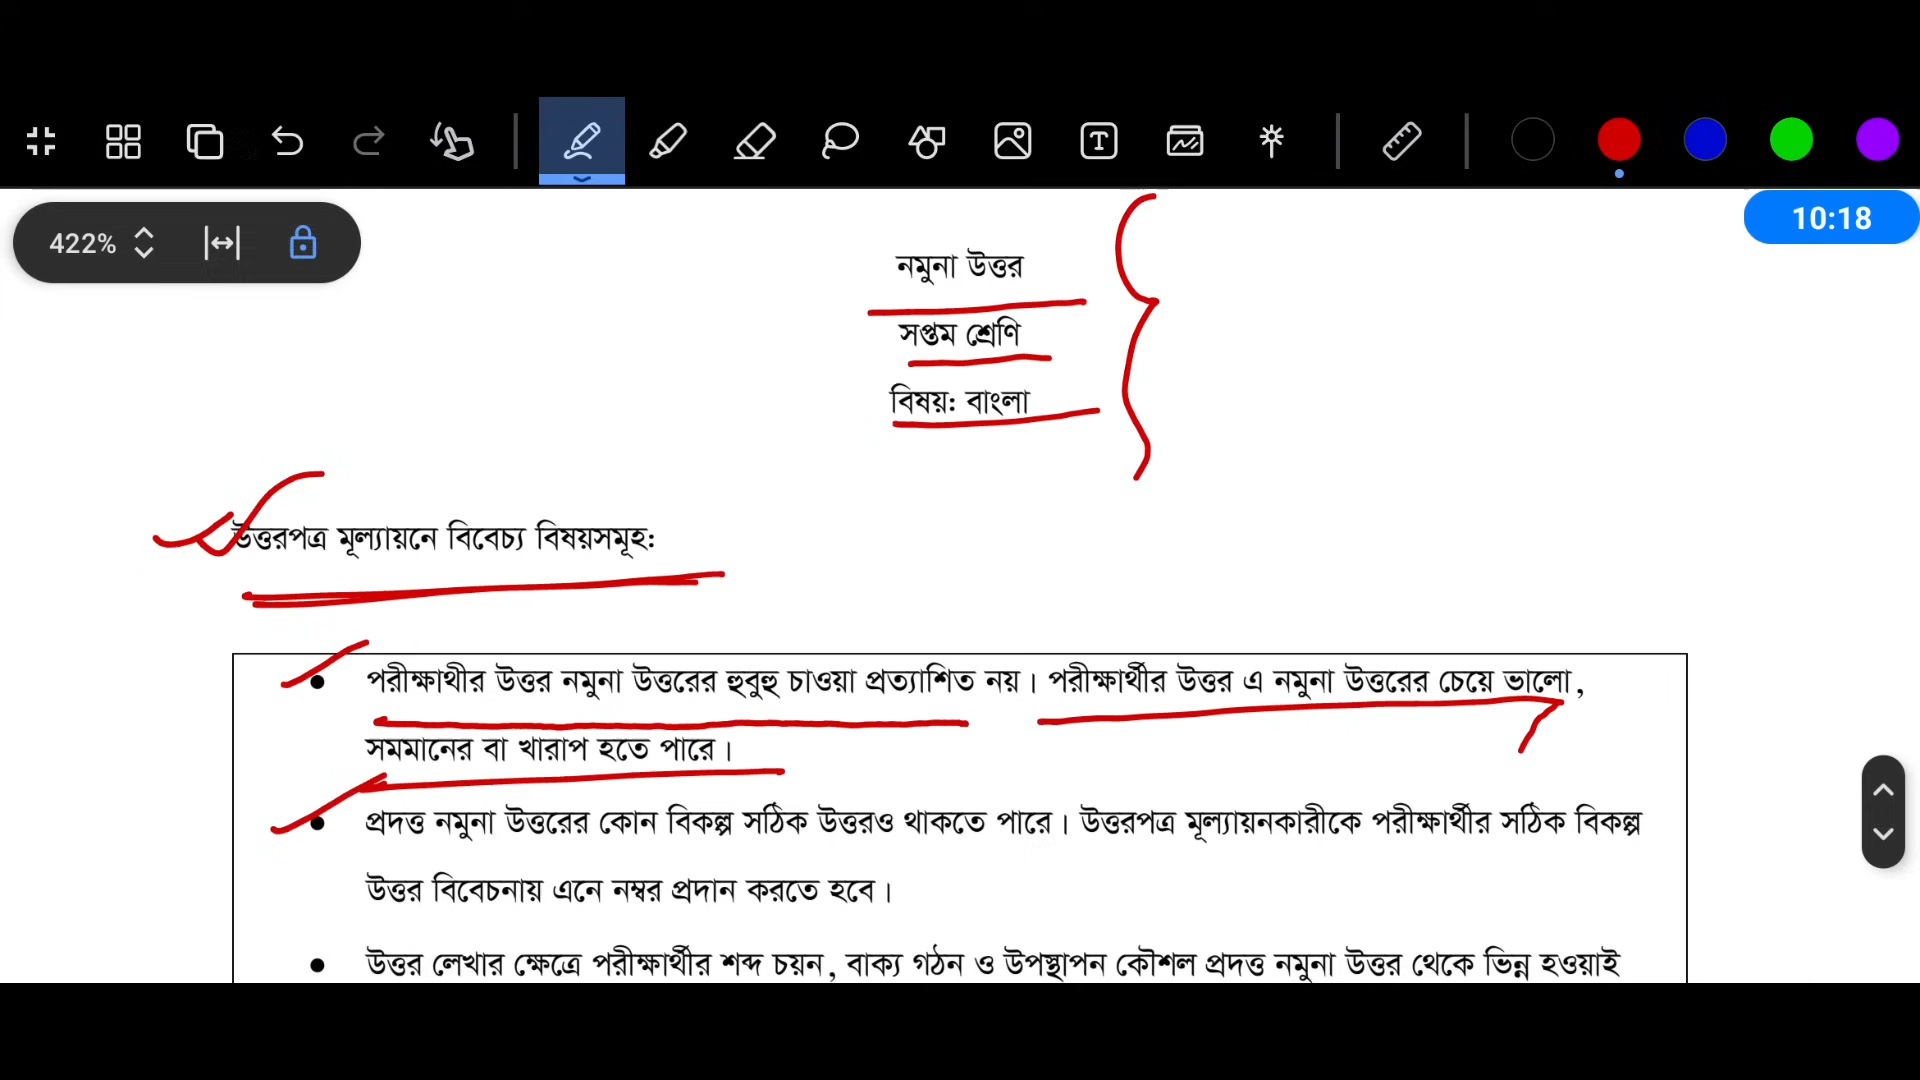 422%
10:18
নমুনা উত্তর
সপ্তম শ্রেণি
বিষয়: বাংলা
উত্তরপত্র মূল্যায়নে বিবেচ্য বিষয়সমূহ:
● পরীক্ষাথীর উত্তর নমুনা উত্তরের হুবুহু চাওয়া প্রত্যাশিত নয়। পরীক্ষার্থীর উত্তর এ নমুনা উত্তরের চেয়ে ভালো,
সমমানের বা খারাপ হতে পারে।
● প্রদত্ত নমুনা উত্তরের কোন বিকল্প সঠিক উত্তরও থাকতে পারে। উত্তরপত্র মূল্যায়নকারীকে পরীক্ষার্থীর সঠিক বিকল্প
উত্তর বিবেচনায় এনে নম্বর প্রদান করতে হবে।
● উত্তর লেখার ক্ষেত্রে পরীক্ষার্থীর শব্দ চয়ন, বাক্য গঠন ও উপস্থাপন কৌশল প্রদত্ত নমুনা উত্তর থেকে ভিন্ন হওয়াই